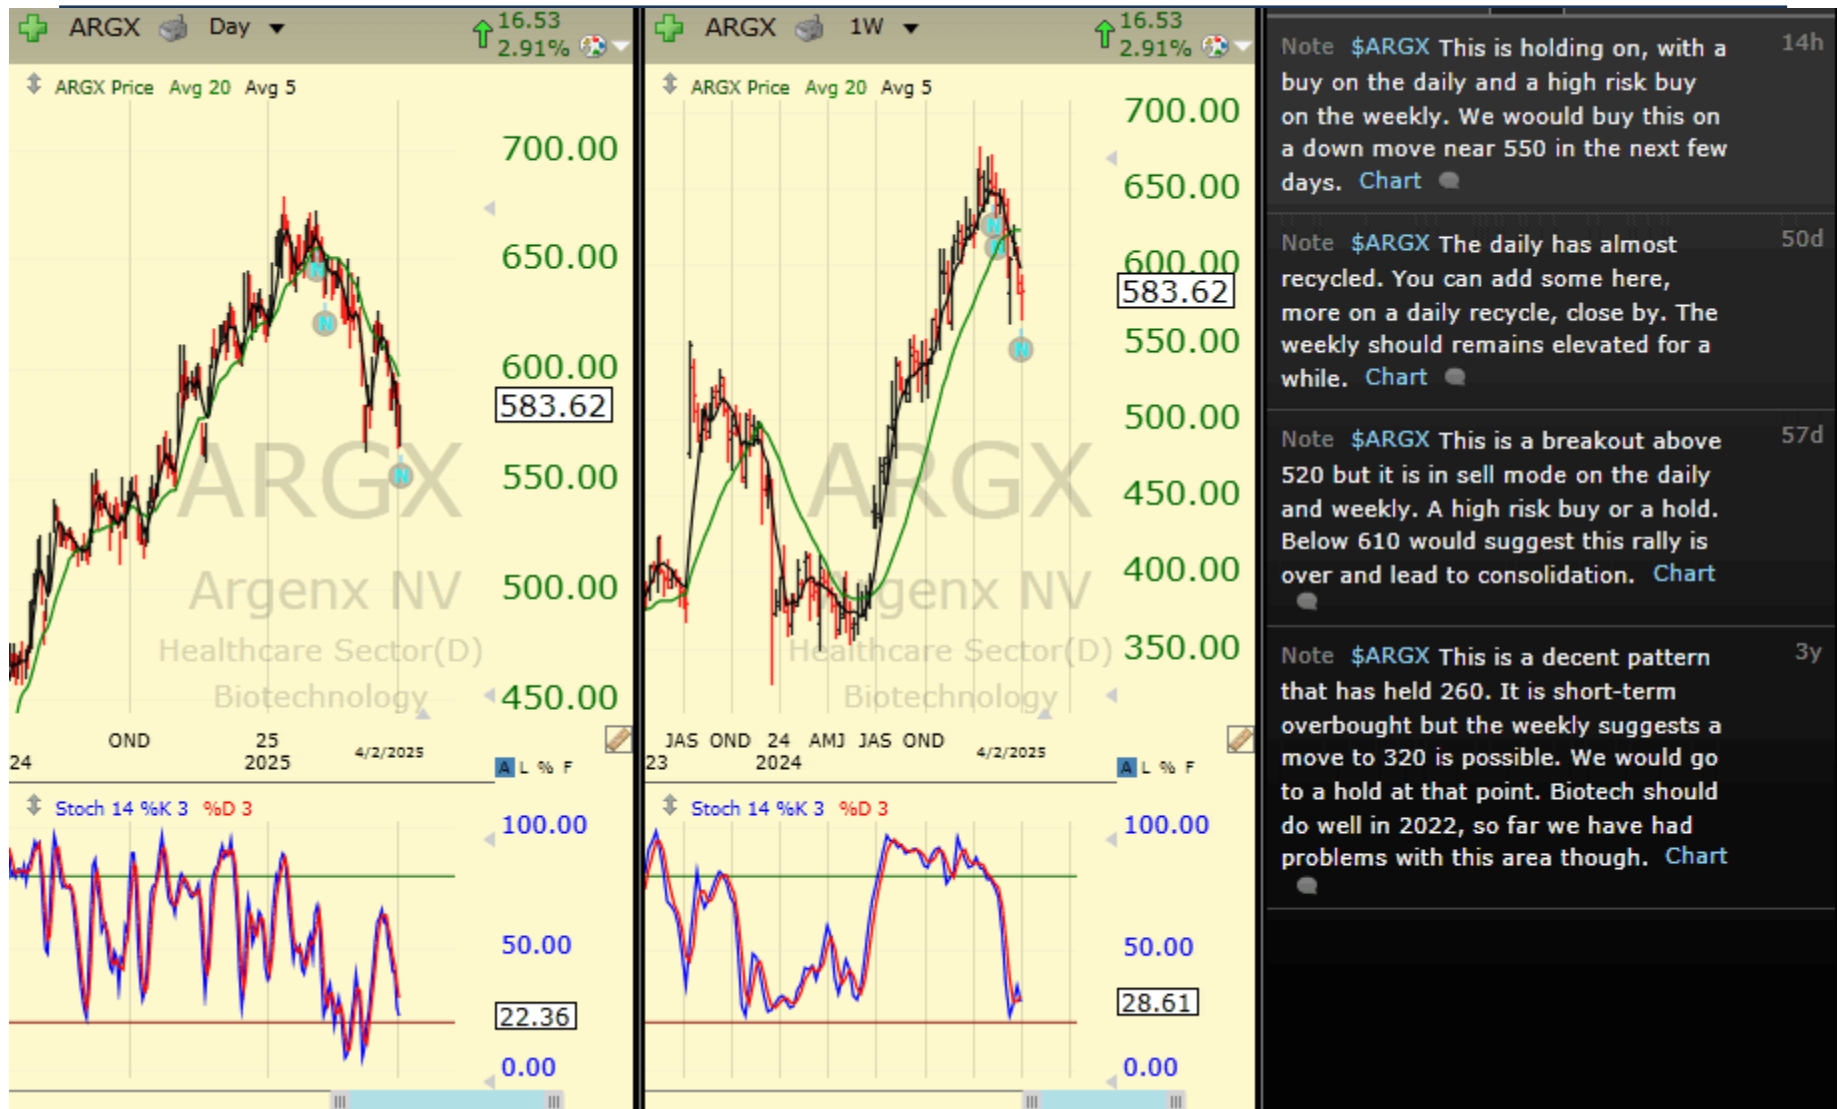 ARGX Day
16.53
2.91%
ARGX Price Avg 20 Avg 5
700.00
650.00
600.00
583.62
550.00
500.00
450.00
ARGX
Argenx NV
Healthcare Sector(D)
Biotechnology
N
N
N
OND 25
24 2025 4/2/2025
A L % F
Stoch 14 %K 3 %D 3
100.00
50.00
22.36
0.00
ARGX 1W
16.53
2.91%
ARGX Price Avg 20 Avg 5
700.00
650.00
600.00
583.62
550.00
500.00
450.00
400.00
350.00
ARGX
Argenx NV
Healthcare Sector(D)
Biotechnology
N
N
N
JAS OND 24 AMJ JAS OND
23 2024 4/2/2025
A L % F
Stoch 14 %K 3 %D 3
100.00
50.00
28.61
0.00
Note $ARGX This is holding on, with a 14h
buy on the daily and a high risk buy
on the weekly. We woould buy this on
a down move near 550 in the next few
days. Chart
Note $ARGX The daily has almost 50d
recycled. You can add some here,
more on a daily recycle, close by. The
weekly should remains elevated for a
while. Chart
Note $ARGX This is a breakout above 57d
520 but it is in sell mode on the daily
and weekly. A high risk buy or a hold.
Below 610 would suggest this rally is
over and lead to consolidation. Chart
Note $ARGX This is a decent pattern 3y
that has held 260. It is short-term
overbought but the weekly suggests a
move to 320 is possible. We would go
to a hold at that point. Biotech should
do well in 2022, so far we have had
problems with this area though. Chart